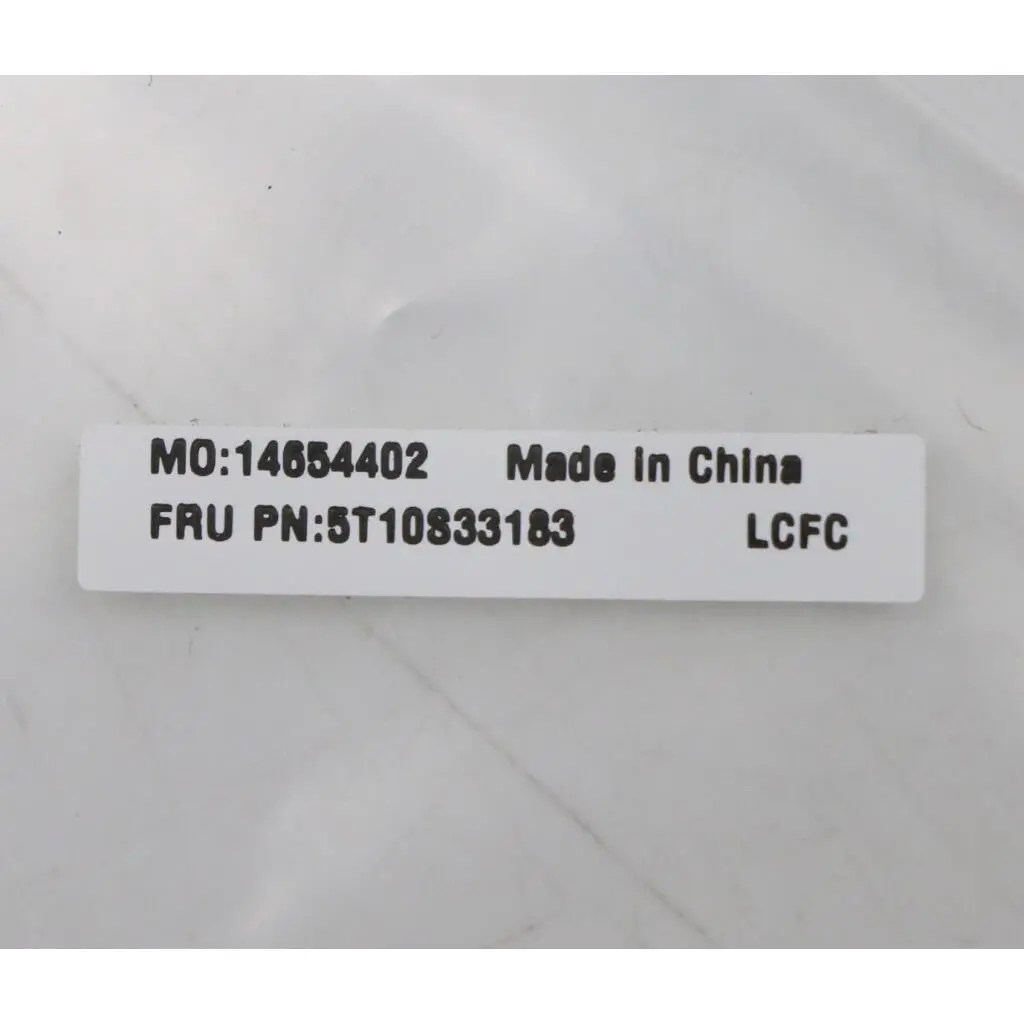 MO:14654402 Made in China
FRU PN:5T10S33183 LCFC